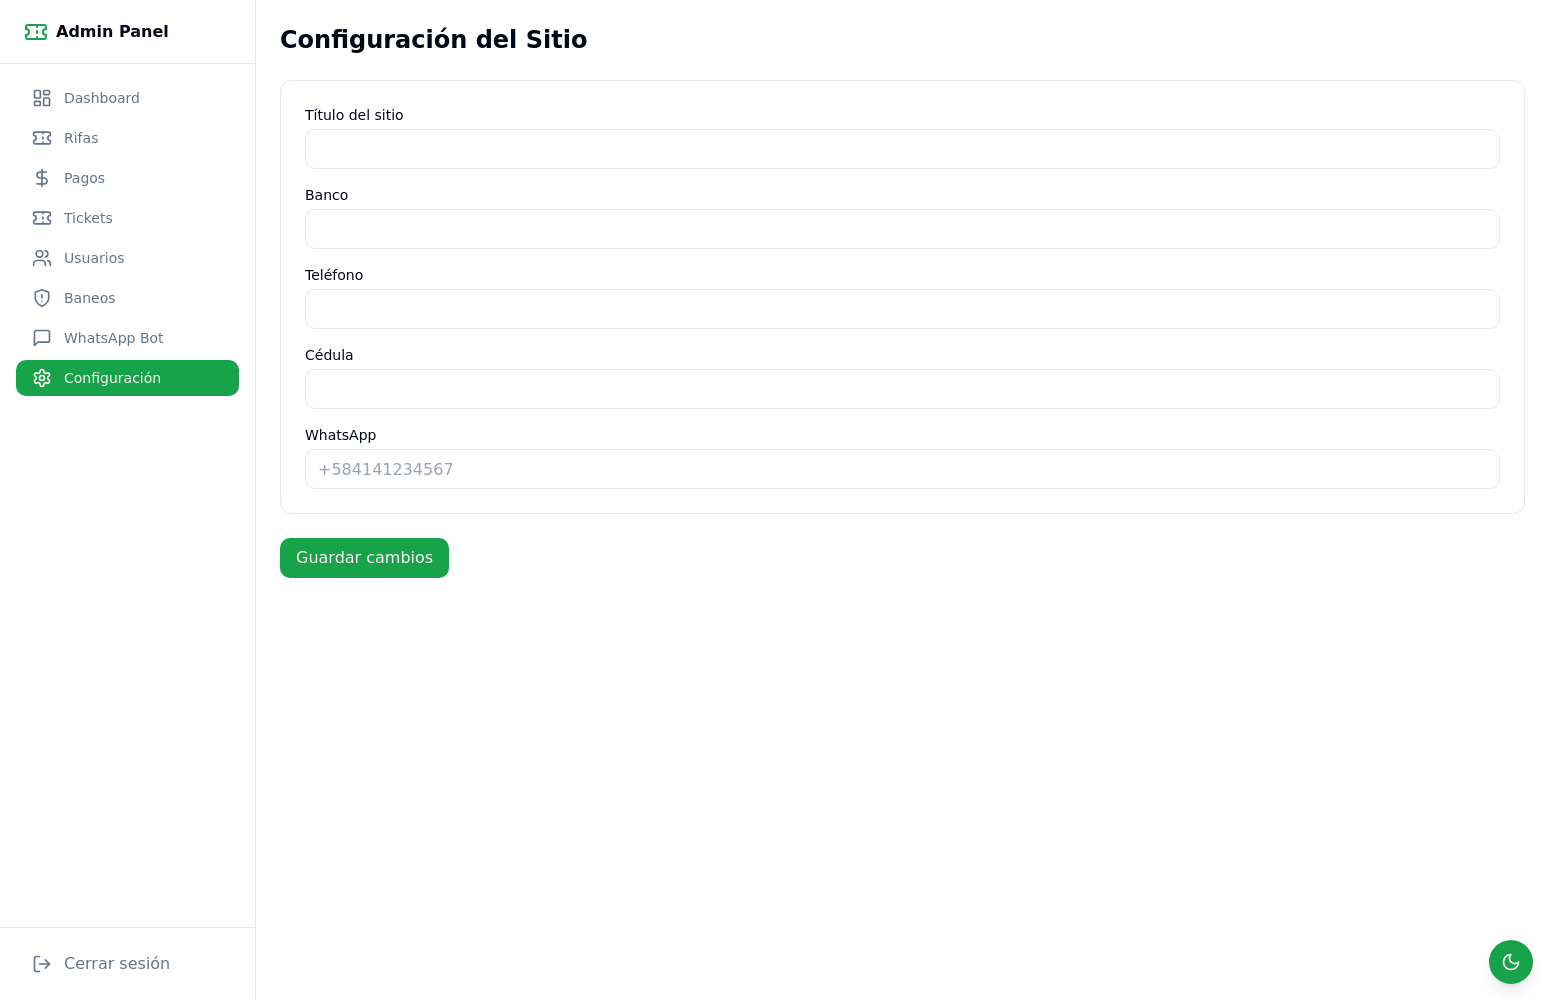 Admin Panel
Dashboard
Rifas
Pagos
Tickets
Usuarios
Baneos
WhatsApp Bot
Configuración
Cerrar sesión
Configuración del Sitio
Título del sitio
Banco
Teléfono
Cédula
WhatsApp
+584141234567
Guardar cambios